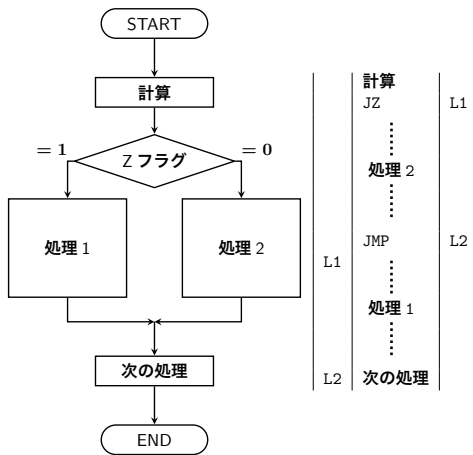 START
計算
= 1
Z フラグ
= 0
処理 1
処理 2
次の処理
END
計算
JZ L1
処理 2
JMP L2
L1
処理 1
L2 次の処理